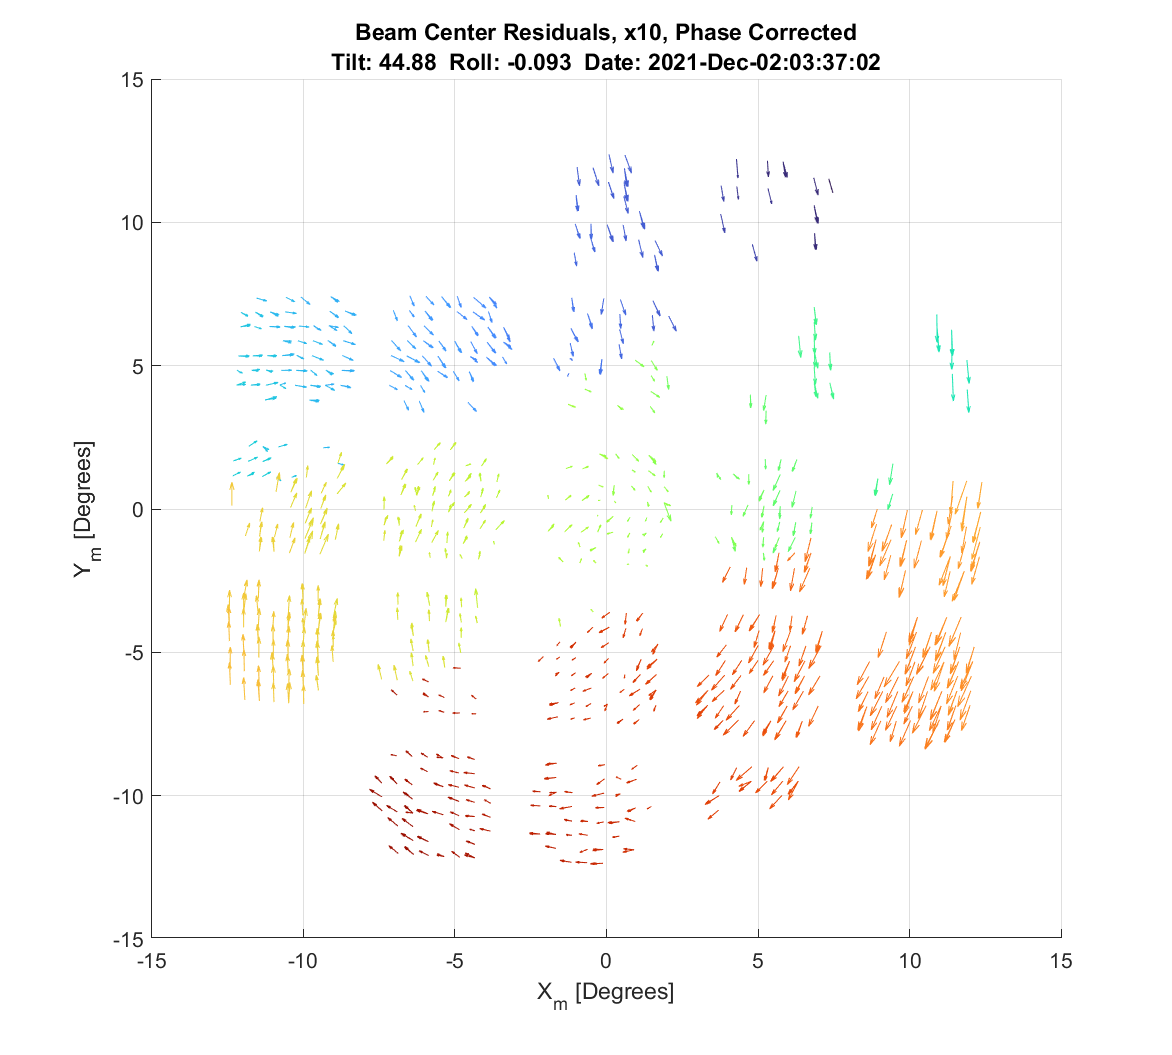 Beam Center Residuals, x10, Phase Corrected
Tilt: 44.88 Roll: -0.093 Date: 2021-Dec-02:03:37:02
15
10
5
0
-5
-10
-15
Y_m [Degrees]
-15 -10 -5 0 5 10 15
X_m [Degrees]